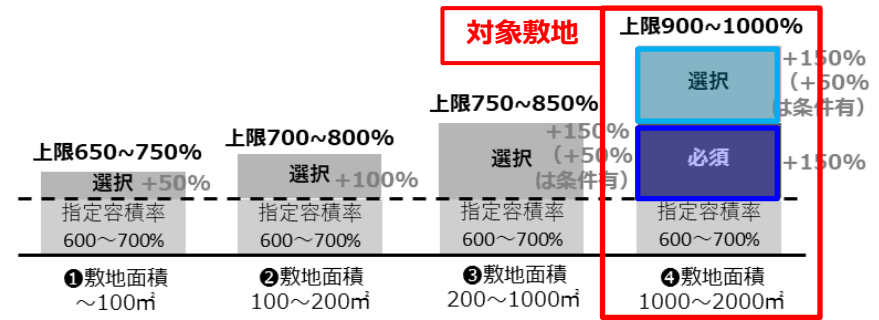 対象敷地
上限650~750%
選択 +50%
指定容積率
600~700%
❶敷地面積
~100㎡
上限700~800%
選択 +100%
指定容積率
600~700%
❷敷地面積
100~200㎡
上限750~850%
選択
+150%
(+50%
は条件有)
指定容積率
600~700%
❸敷地面積
200~1000㎡
上限900~1000%
選択
+150%
(+50%
は条件有)
必須
+150%
指定容積率
600~700%
❹敷地面積
1000~2000㎡